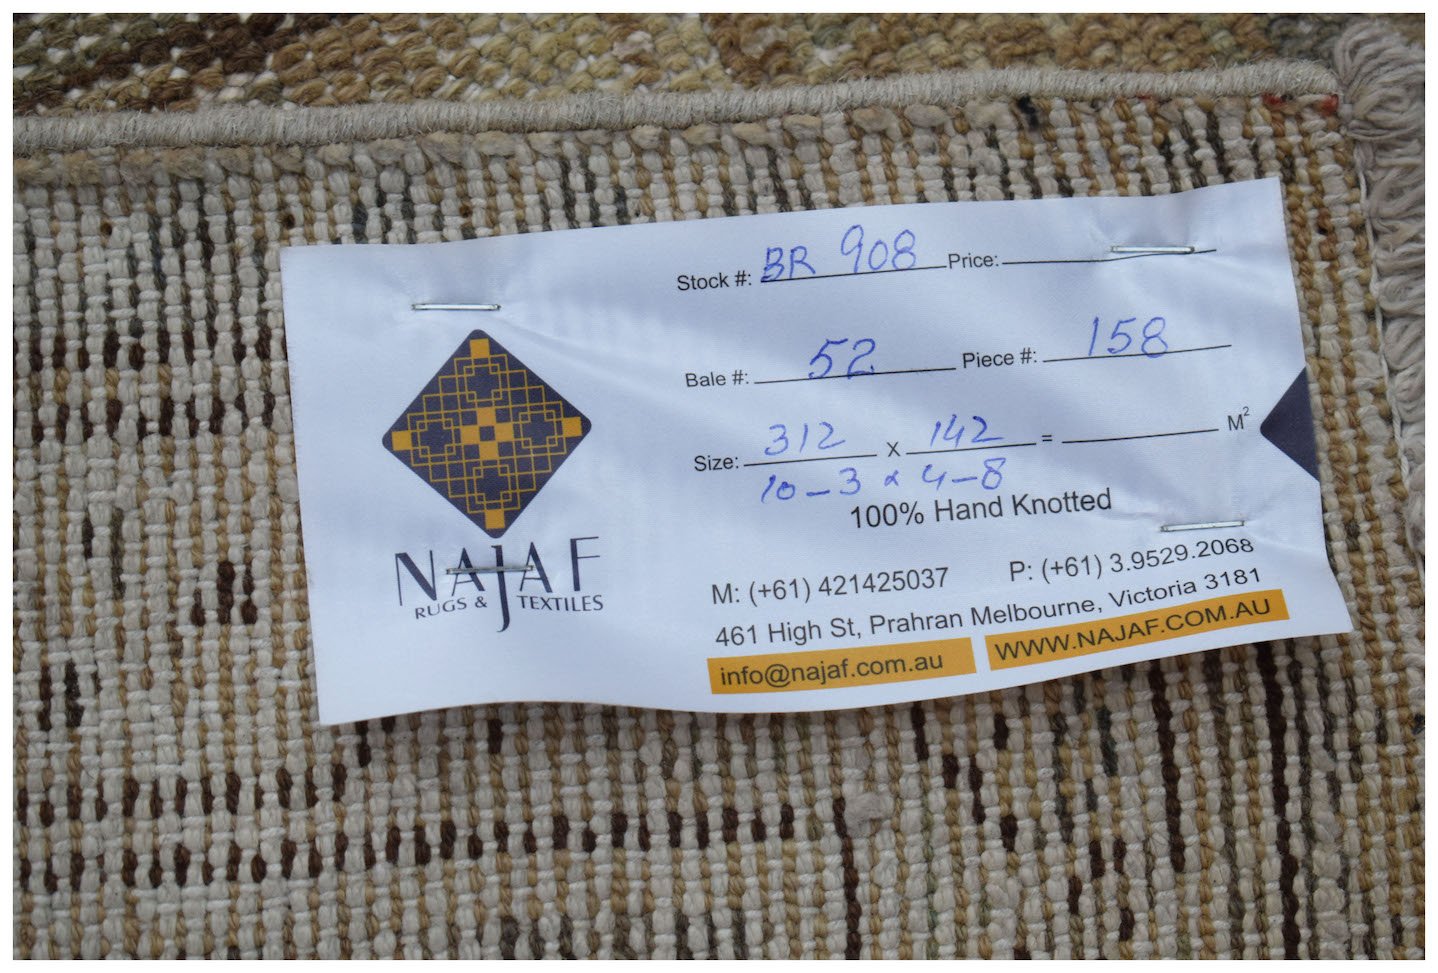 Stock #: BR 908 Price:
Bale #: 52 Piece #: 158
Size: 312 x 142 = M²
10-3 x 4-8
100% Hand Knotted
NAJAF
RUGS & TEXTILES
M: (+61) 421425037 P: (+61) 3.9529.2068
461 High St, Prahran Melbourne, Victoria 3181
info@najaf.com.au WWW.NAJAF.COM.AU